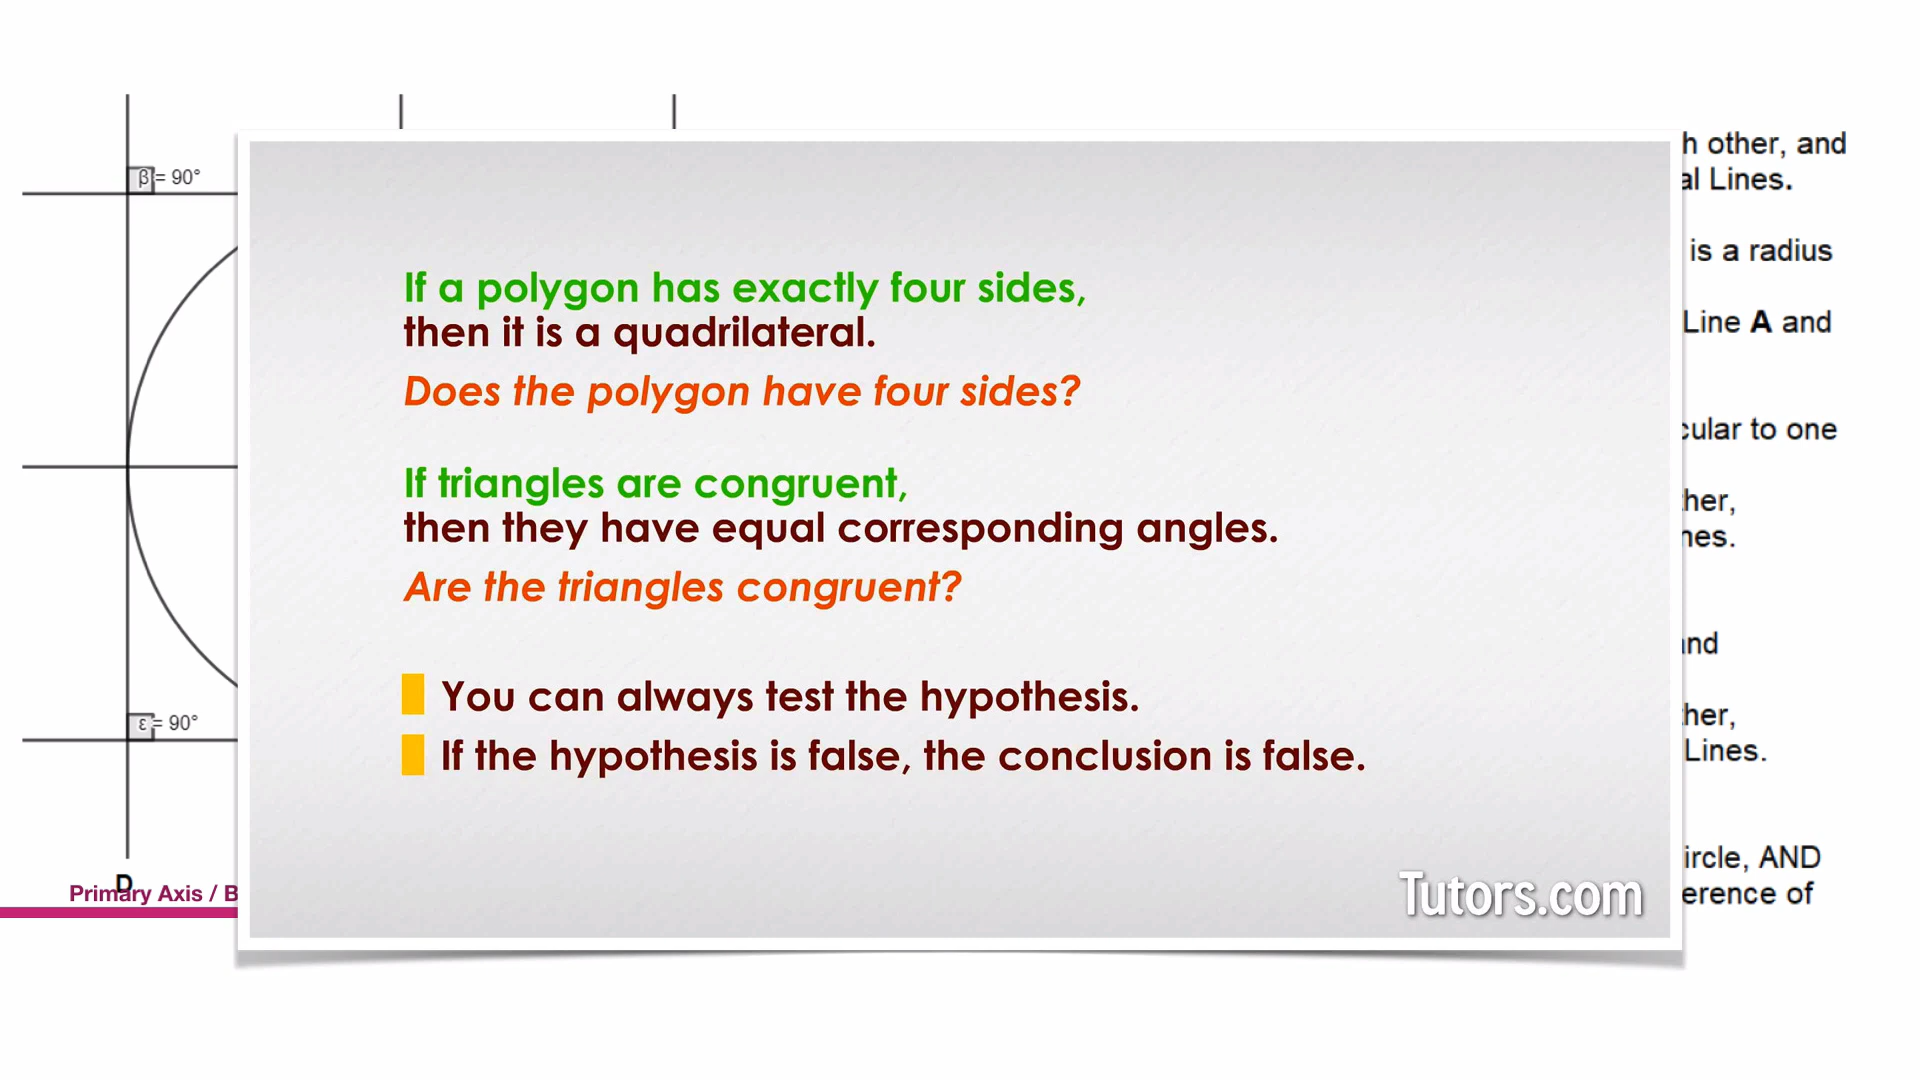 β = 90°
ε = 90°
D
Primary Axis / B
If a polygon has exactly four sides,
then it is a quadrilateral.
Does the polygon have four sides?
If triangles are congruent,
then they have equal corresponding angles.
Are the triangles congruent?
You can always test the hypothesis.
If the hypothesis is false, the conclusion is false.
Tutors.com
h other, and
al Lines.
is a radius
Line A and
cular to one
her,
nes.
and
her,
Lines.
ircle, AND
erence of